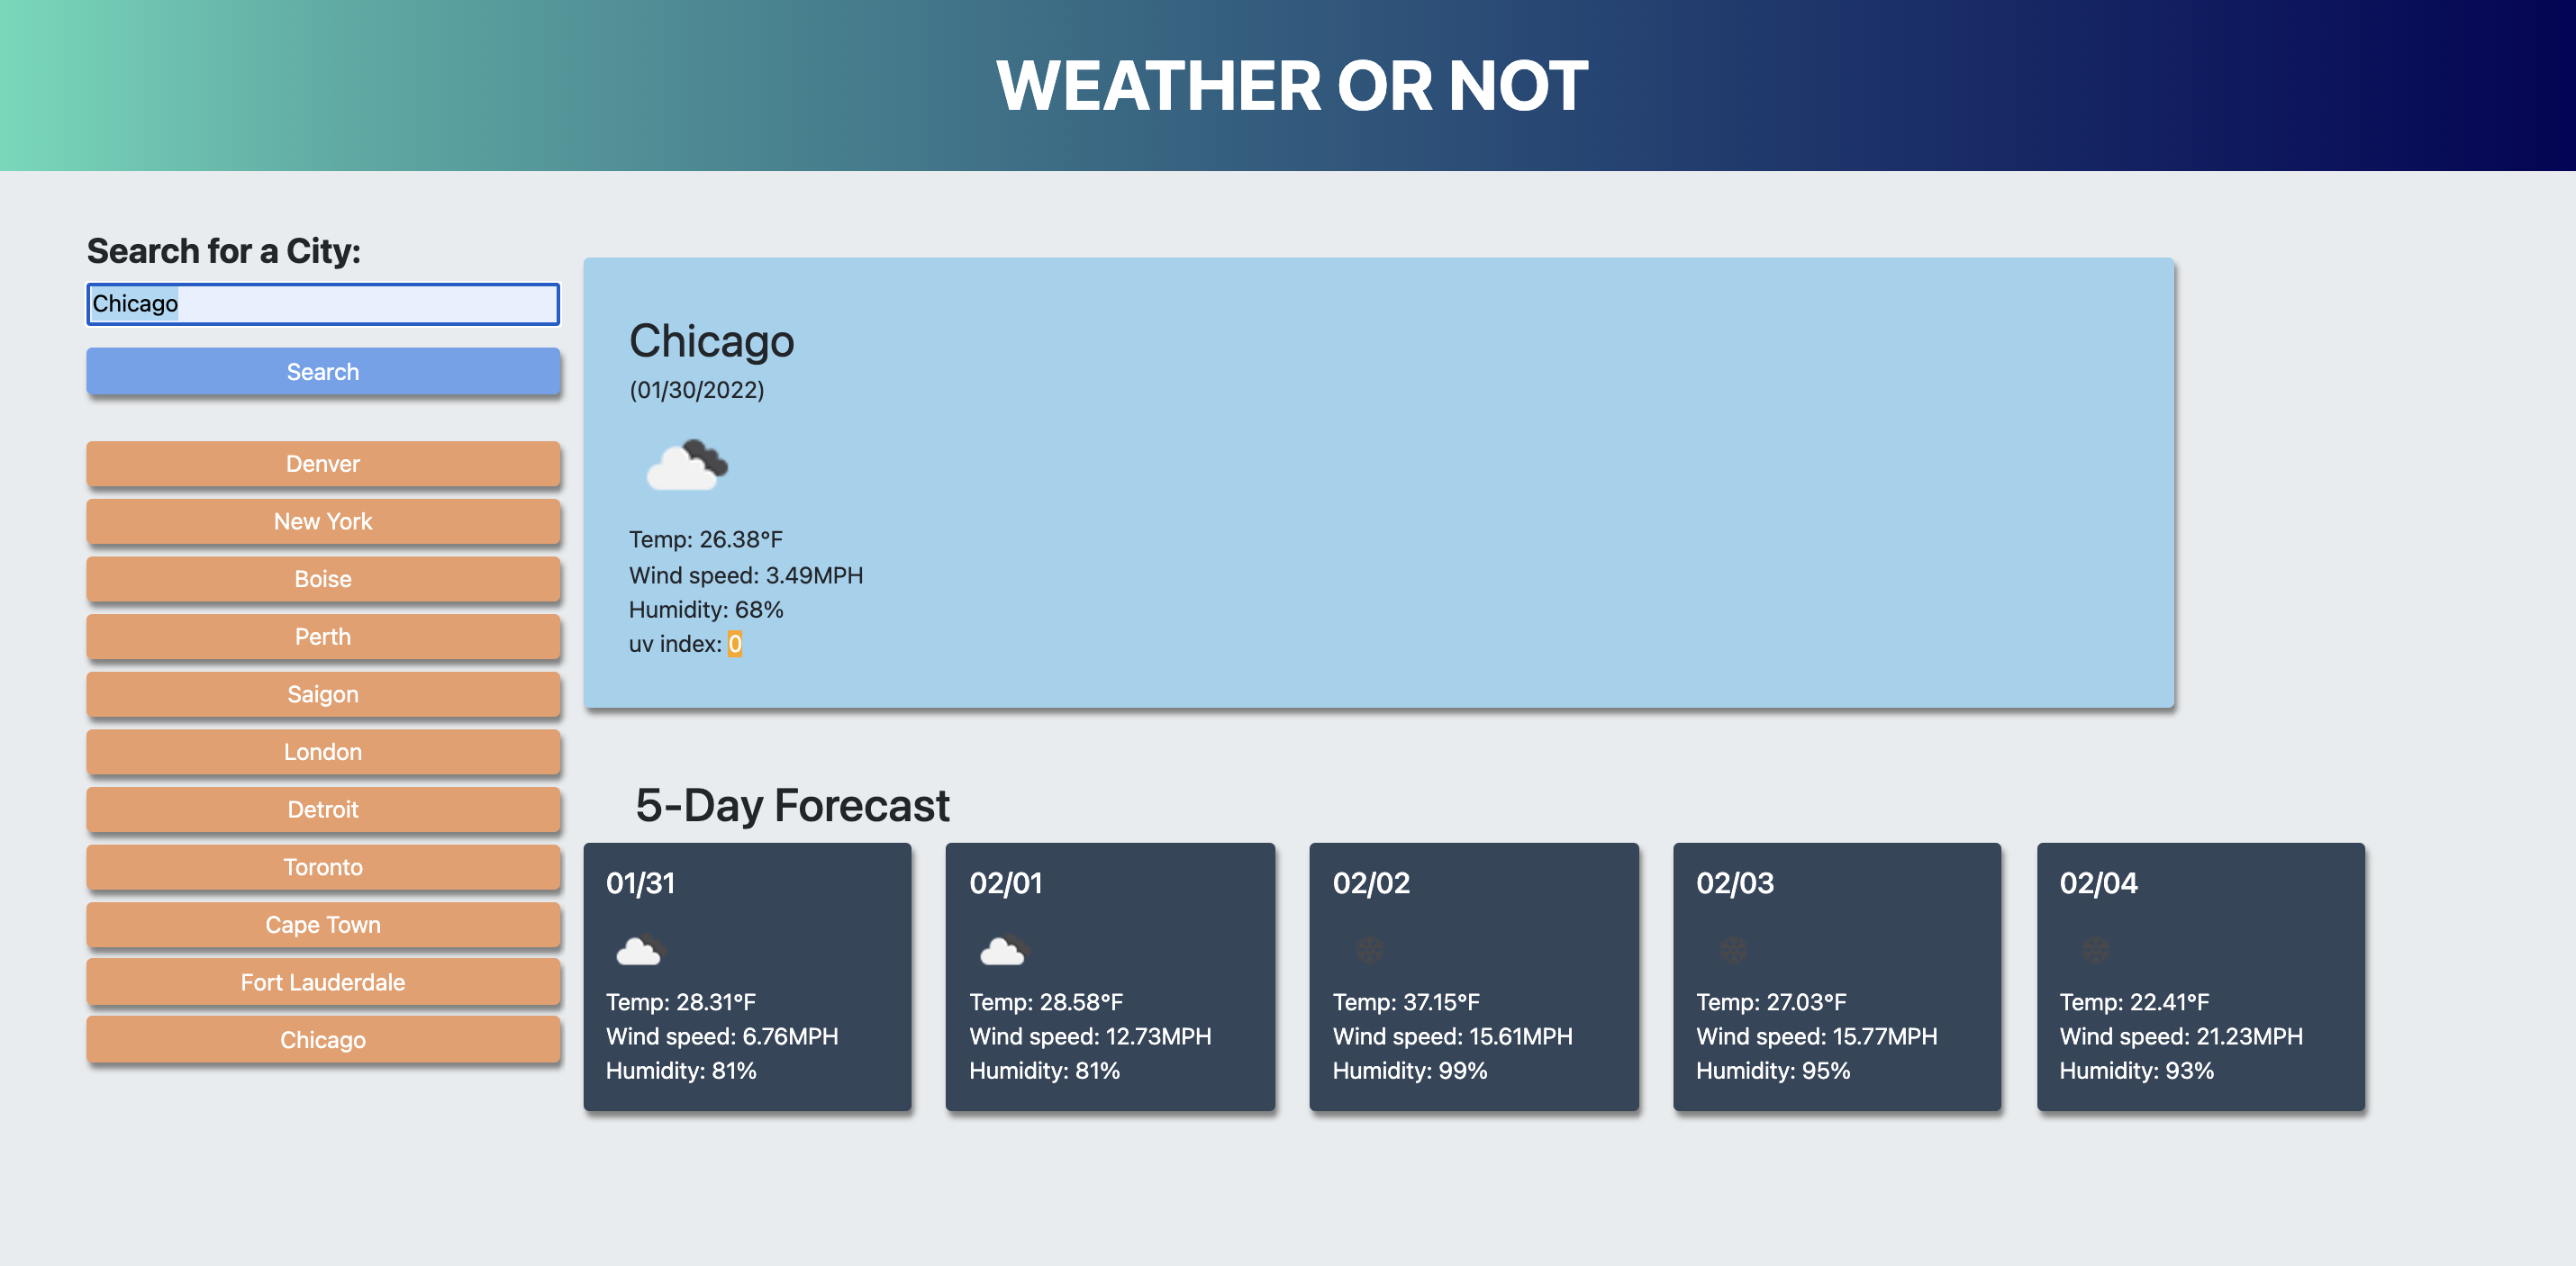 WEATHER OR NOT
Search for a City:
Chicago
Search
Denver
New York
Boise
Perth
Saigon
London
Detroit
Toronto
Cape Town
Fort Lauderdale
Chicago
Chicago
(01/30/2022)
Temp: 26.38°F
Wind speed: 3.49MPH
Humidity: 68%
uv index: 0
5-Day Forecast
01/31
Temp: 28.31°F
Wind speed: 6.76MPH
Humidity: 81%
02/01
Temp: 28.58°F
Wind speed: 12.73MPH
Humidity: 81%
02/02
Temp: 37.15°F
Wind speed: 15.61MPH
Humidity: 99%
02/03
Temp: 27.03°F
Wind speed: 15.77MPH
Humidity: 95%
02/04
Temp: 22.41°F
Wind speed: 21.23MPH
Humidity: 93%